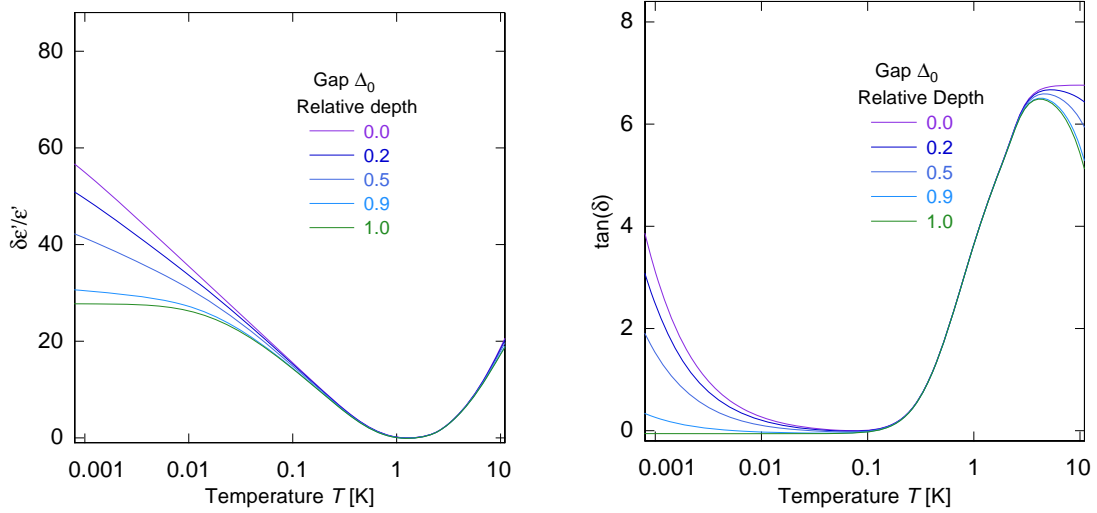 80
60
40
20
0
δε'/ε'
Gap Δ0
Relative depth
0.0
0.2
0.5
0.9
1.0
0.001 0.01 0.1 1 10
Temperature T [K]
8
6
4
2
0
tan(δ)
Gap Δ0
Relative Depth
0.0
0.2
0.5
0.9
1.0
0.001 0.01 0.1 1 10
Temperature T [K]